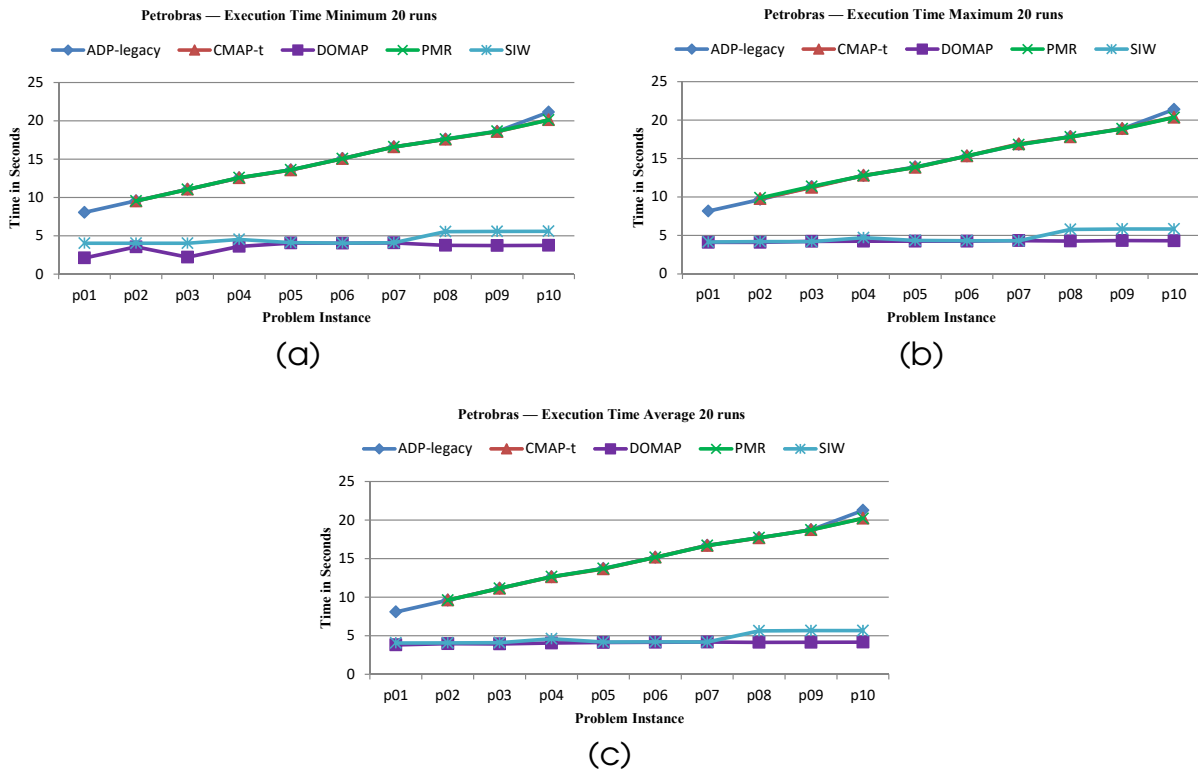 Petrobras — Execution Time Minimum 20 runs
ADP-legacy CMAP-t DOMAP PMR SIW
25
20
15
10
5
0
Time in Seconds
p01 p02 p03 p04 p05 p06 p07 p08 p09 p10
Problem Instance
(a)
Petrobras — Execution Time Maximum 20 runs
ADP-legacy CMAP-t DOMAP PMR SIW
25
20
15
10
5
0
Time in Seconds
p01 p02 p03 p04 p05 p06 p07 p08 p09 p10
Problem Instance
(b)
Petrobras — Execution Time Average 20 runs
ADP-legacy CMAP-t DOMAP PMR SIW
25
20
15
10
5
0
Time in Seconds
p01 p02 p03 p04 p05 p06 p07 p08 p09 p10
Problem Instance
(c)